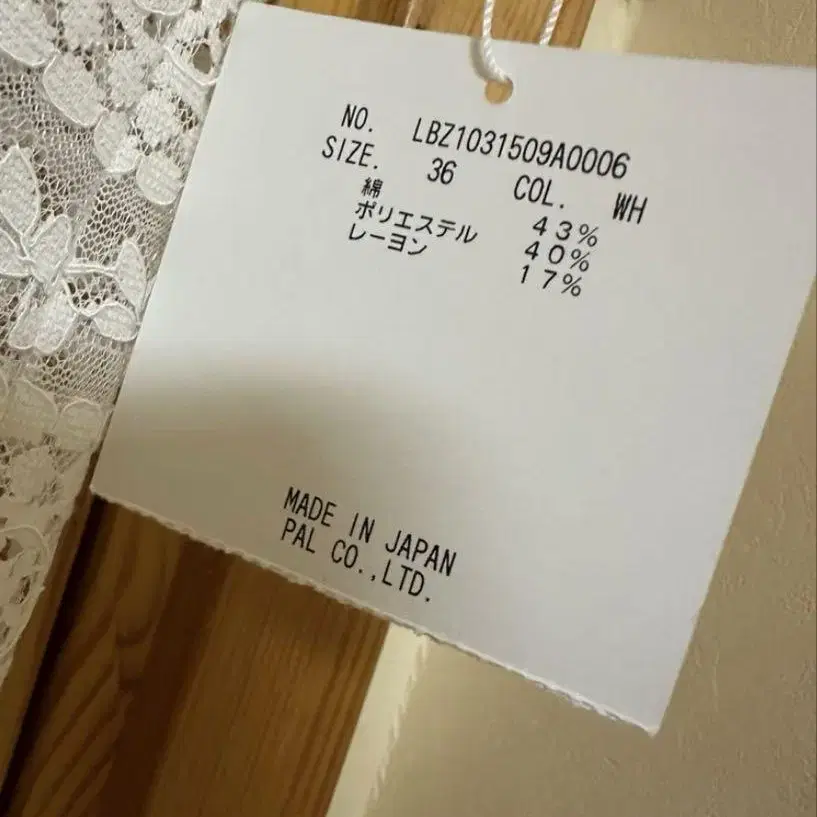 NO. LBZ1031509A0006
SIZE. 36 COL. WH
綿 43%
ポリエステル 40%
レーヨン 17%
MADE IN JAPAN
PAL CO.,LTD.